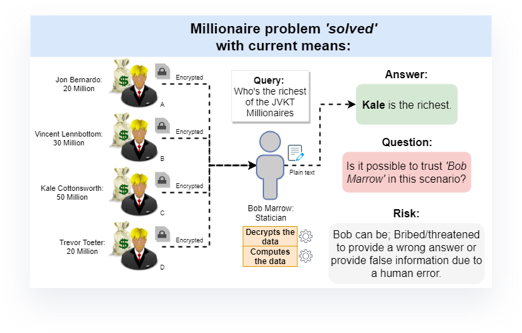 Millionaire problem 'solved'
with current means:
Jon Bernardo:
20 Million
Encrypted
A
Vincent Lennbottom:
30 Million
Encrypted
B
Kale Cottonsworth:
50 Million
Encrypted
C
Trevor Toeter:
20 Million
Encrypted
D
Query:
Who's the richest
of the JVKT
Millionaires
Plain text
Bob Marrow:
Statician
Decrypts the
data
Computes
the data
Answer:
Kale is the richest.
Question:
Is it possible to trust 'Bob
Marrow' in this scenario?
Risk:
Bob can be; Bribed/threatened
to provide a wrong answer or
provide false information due to
a human error.